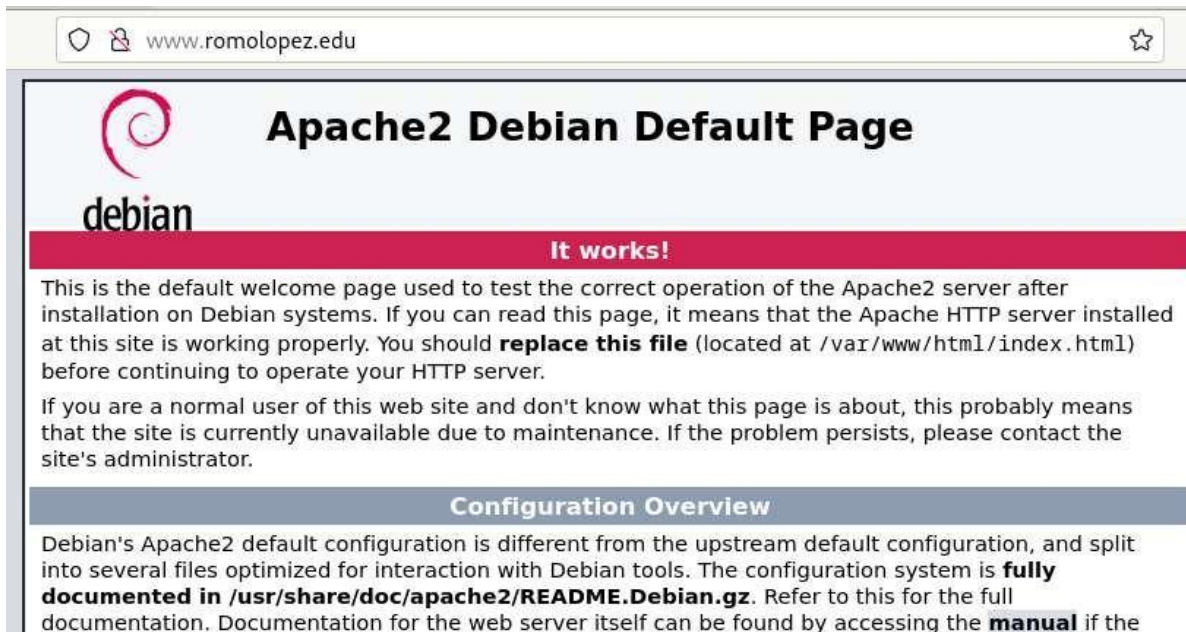 www.romolopez.edu
Apache2 Debian Default Page
debian
It works!
This is the default welcome page used to test the correct operation of the Apache2 server after
installation on Debian systems. If you can read this page, it means that the Apache HTTP server installed
at this site is working properly. You should replace this file (located at /var/www/html/index.html)
before continuing to operate your HTTP server.
If you are a normal user of this web site and don't know what this page is about, this probably means
that the site is currently unavailable due to maintenance. If the problem persists, please contact the
site's administrator.
Configuration Overview
Debian's Apache2 default configuration is different from the upstream default configuration, and split
into several files optimized for interaction with Debian tools. The configuration system is fully
documented in /usr/share/doc/apache2/README.Debian.gz. Refer to this for the full
documentation. Documentation for the web server itself can be found by accessing the manual if the